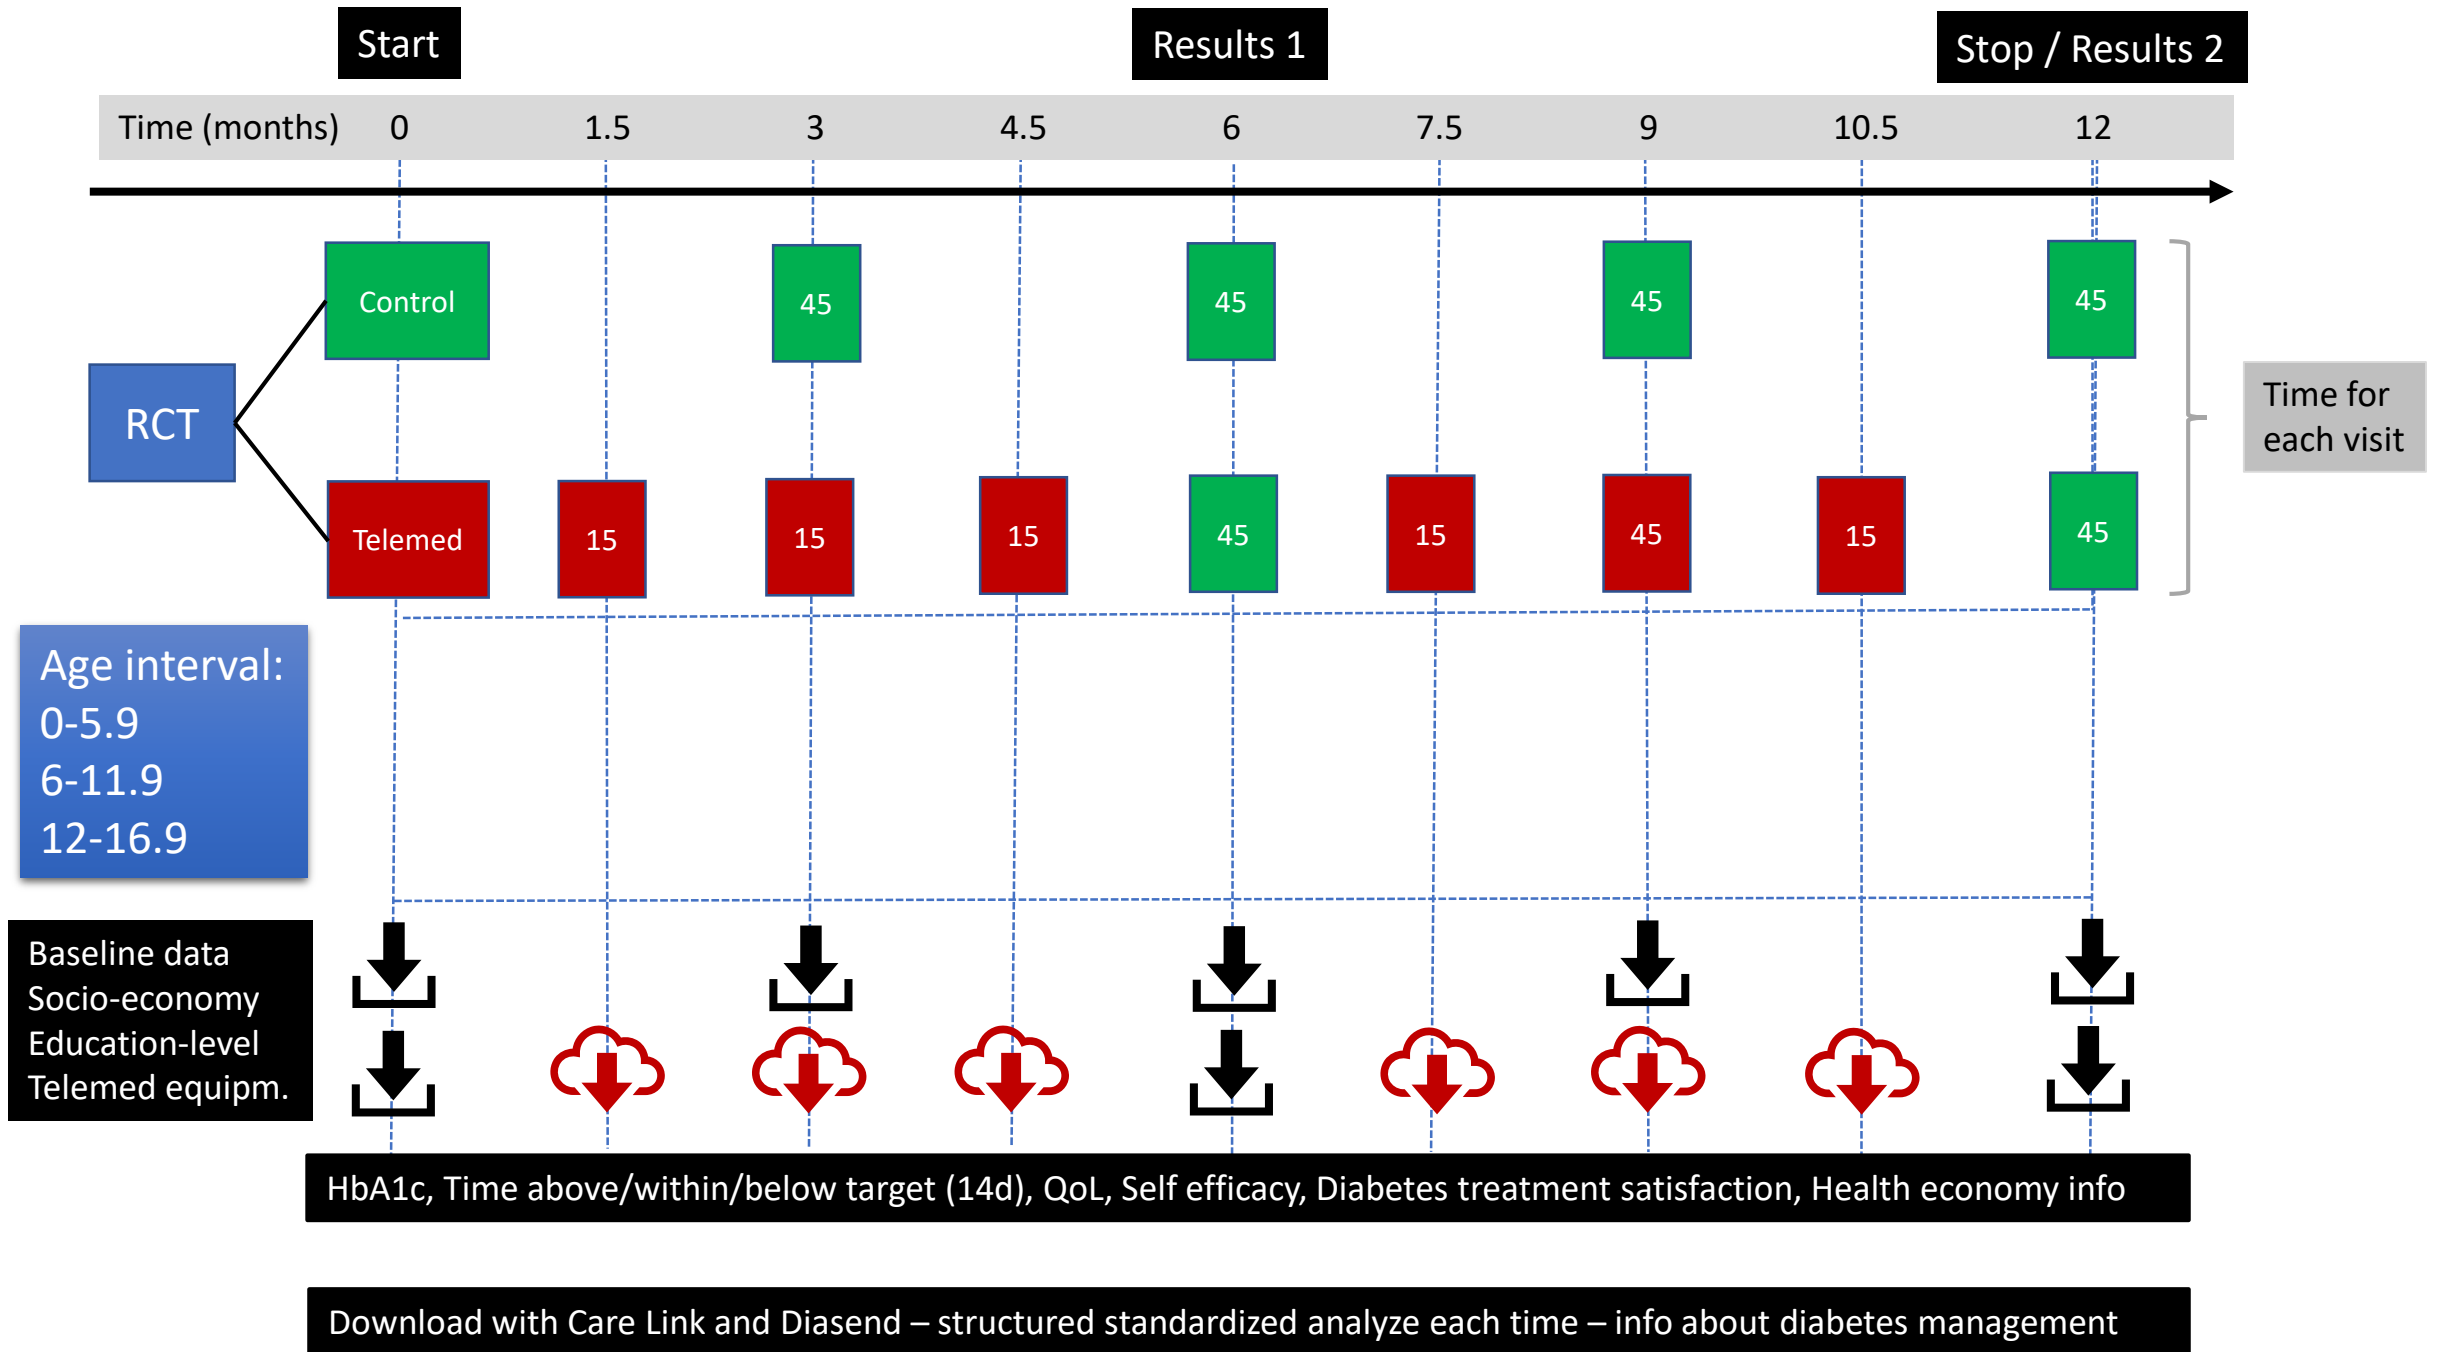 Start
Results 1
Stop / Results 2
Time (months) 0 1.5 3 4.5 6 7.5 9 10.5 12
Control
45
45
45
45
RCT
Time for
each visit
Telemed
15
15
15
45
15
45
15
45
Age interval:
0-5.9
6-11.9
12-16.9
Baseline data
Socio-economy
Education-level
Telemed equipm.
HbA1c, Time above/within/below target (14d), QoL, Self efficacy, Diabetes treatment satisfaction, Health economy info
Download with Care Link and Diasend – structured standardized analyze each time – info about diabetes management